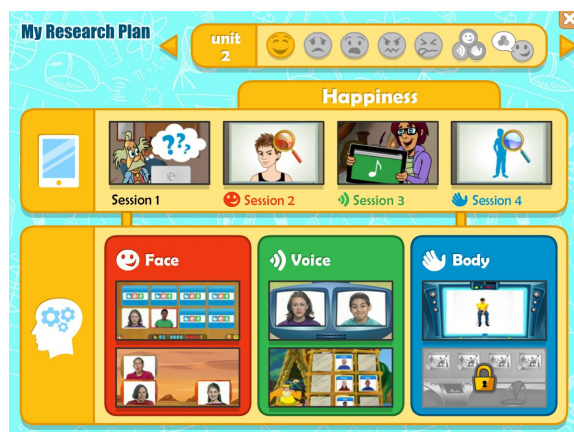 My Research Plan
unit
2
Happiness
???
Session 1
Session 2
Session 3
Session 4
Face
Voice
Body